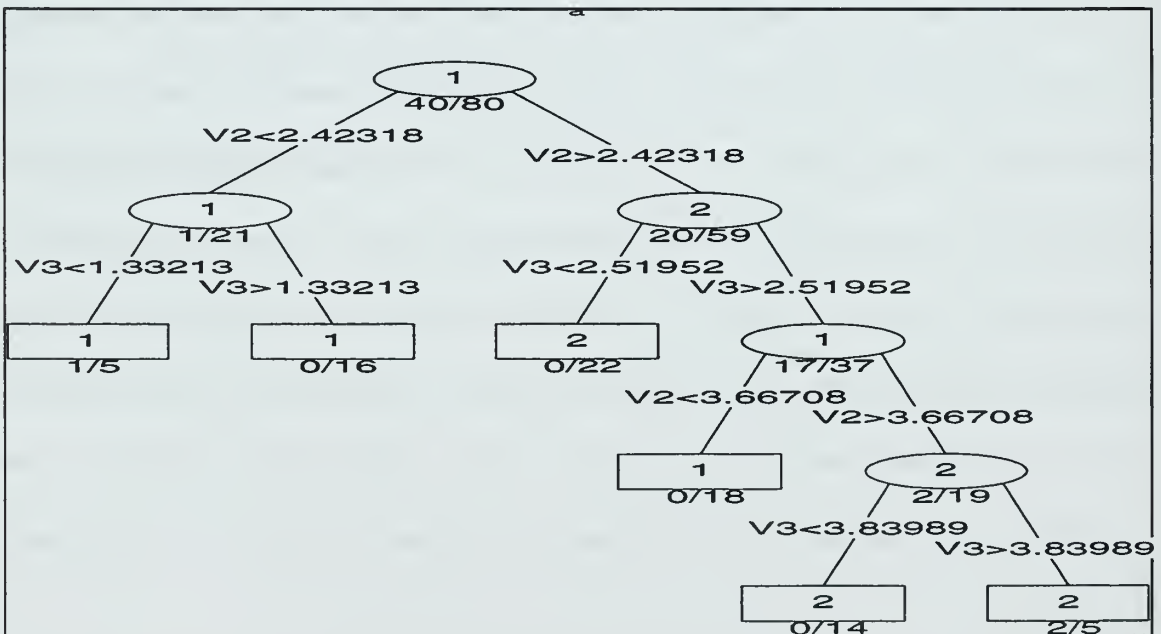 a
1
40/80
V2<2.42318
V2>2.42318
1
1/21
2
20/59
V3<1.33213
V3>1.33213
V3<2.51952
V3>2.51952
1
1/5
1
0/16
2
0/22
1
17/37
V2<3.66708
V2>3.66708
1
0/18
2
2/19
V3<3.83989
V3>3.83989
2
0/14
2
2/5